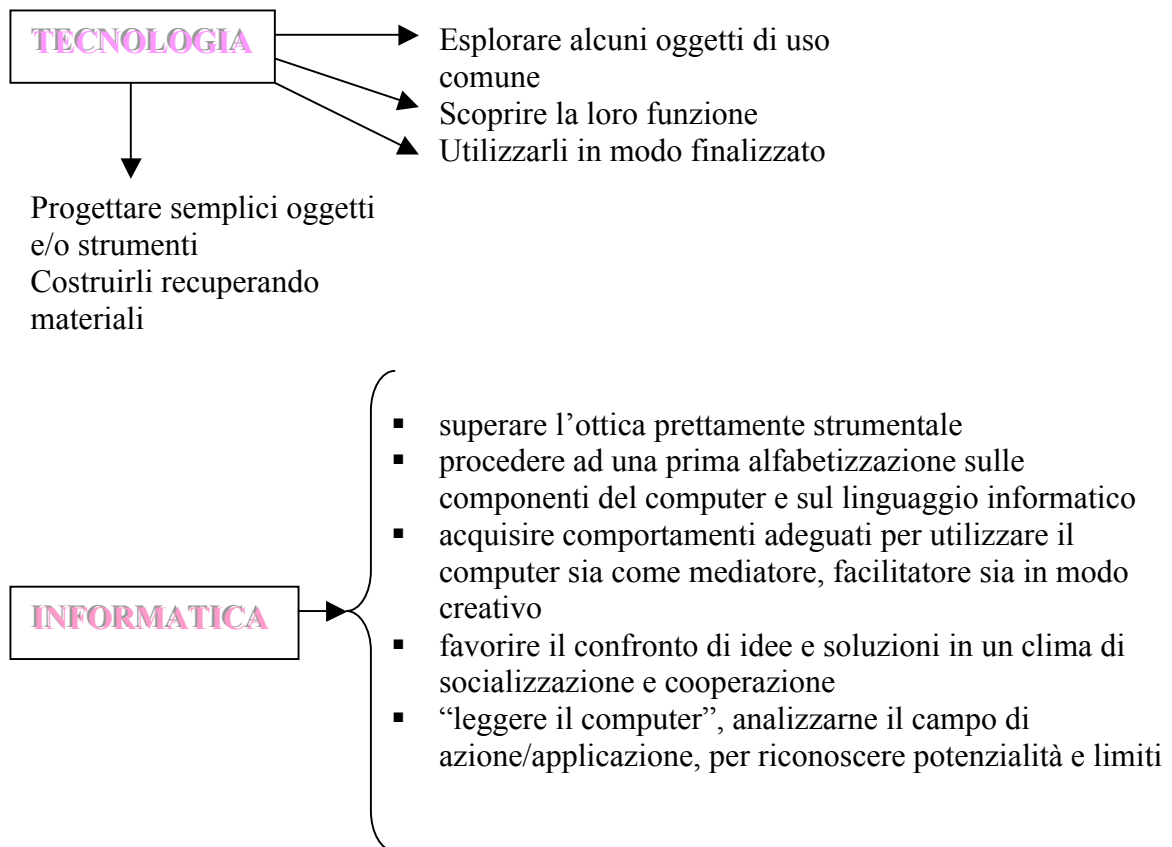 TECNOLOGIA
Esplorare alcuni oggetti di uso
comune
Scoprire la loro funzione
Utilizzarli in modo finalizzato
Progettare semplici oggetti
e/o strumenti
Costruirli recuperando
materiali
INFORMATICA
▪ superare l’ottica prettamente strumentale
▪ procedere ad una prima alfabetizzazione sulle
componenti del computer e sul linguaggio informatico
▪ acquisire comportamenti adeguati per utilizzare il
computer sia come mediatore, facilitatore sia in modo
creativo
▪ favorire il confronto di idee e soluzioni in un clima di
socializzazione e cooperazione
▪ “leggere il computer”, analizzarne il campo di
azione/applicazione, per riconoscere potenzialità e limiti